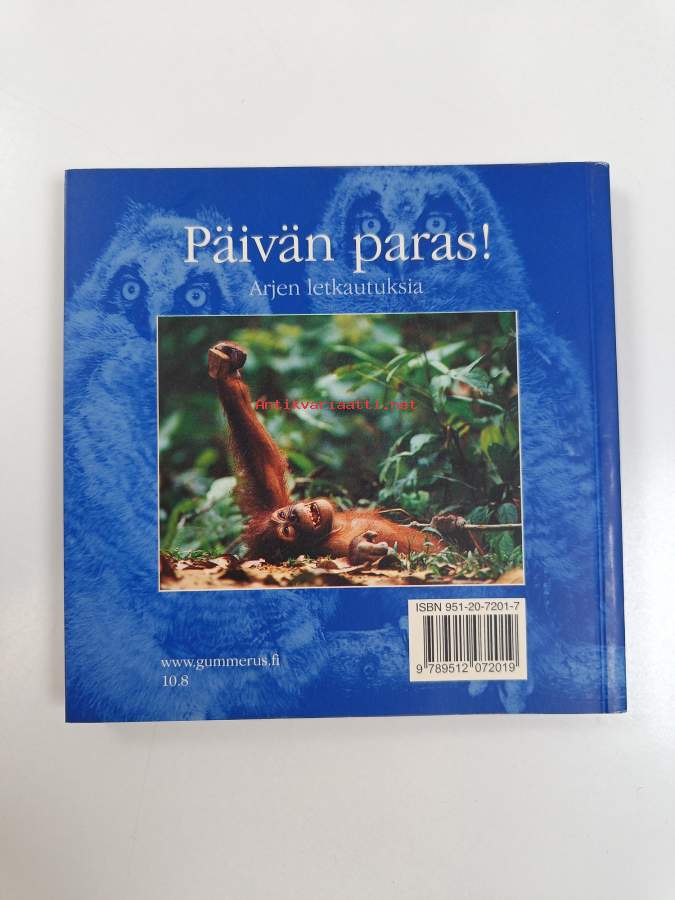 Päivän paras!
Arjen letkautuksia
Antikvariaatti.net
ISBN 951-20-7201-7
9 789512 072019
www.gummerus.fi
10.8